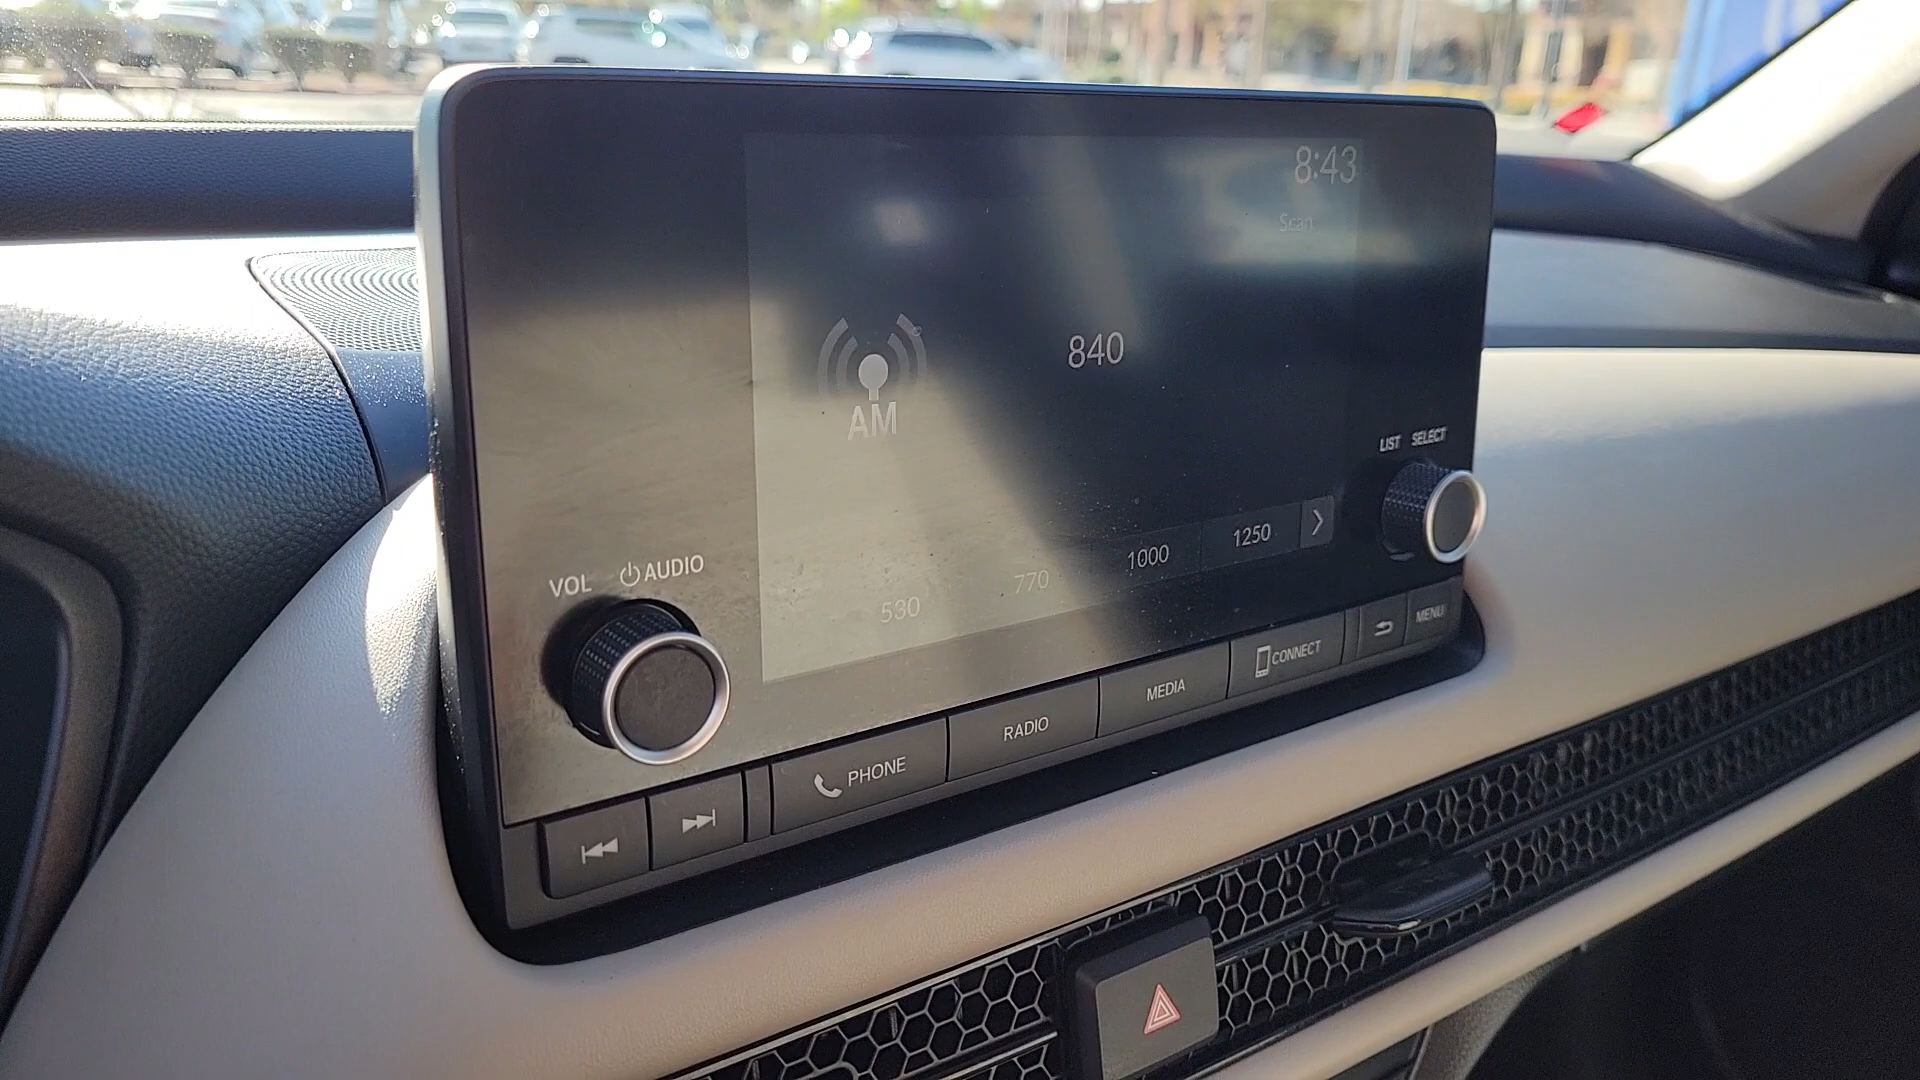 8:43
Scan
840
AM
LIST SELECT
530 770 1000 1250
VOL AUDIO
PHONE RADIO MEDIA CONNECT MENU